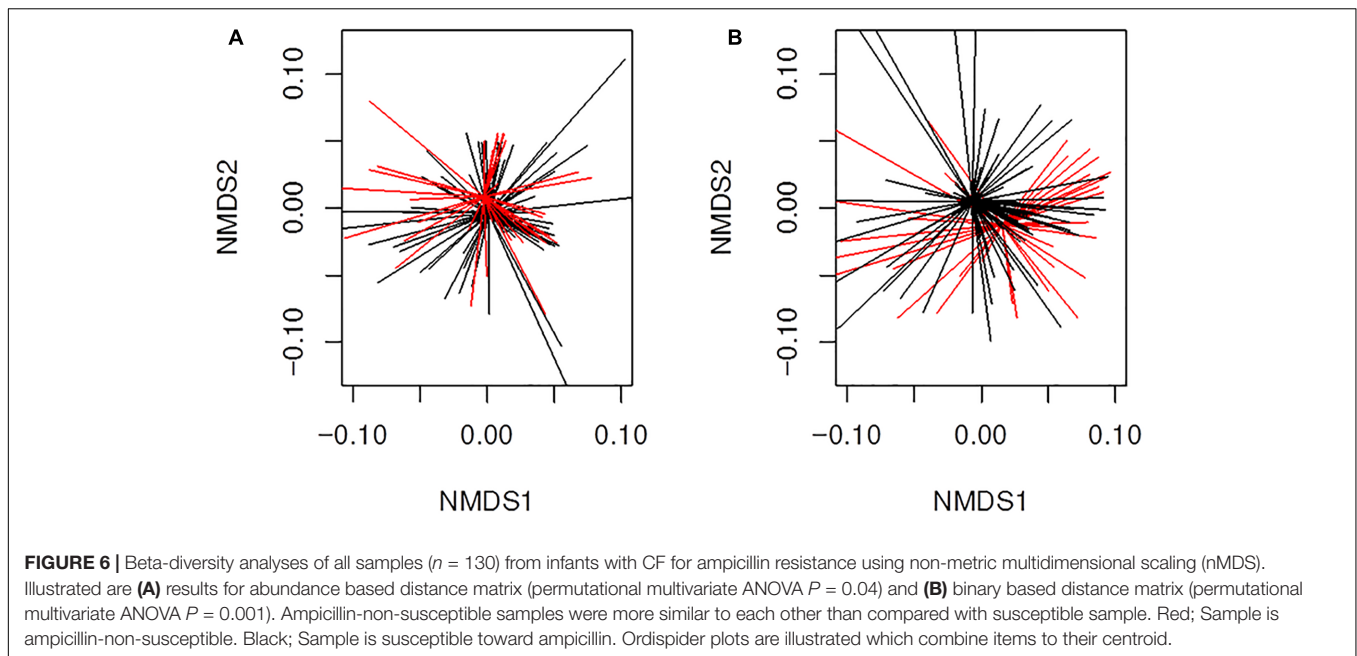 A
B
0.10
0.00
−0.10
NMDS2
−0.10
0.00
0.10
NMDS1
0.10
0.00
−0.10
NMDS2
−0.10
0.00
0.10
NMDS1
FIGURE 6 | Beta-diversity analyses of all samples (n = 130) from infants with CF for ampicillin resistance using non-metric multidimensional scaling (nMDS).
Illustrated are (A) results for abundance based distance matrix (permutational multivariate ANOVA P = 0.04) and (B) binary based distance matrix (permutational
multivariate ANOVA P = 0.001). Ampicillin-non-susceptible samples were more similar to each other than compared with susceptible sample. Red; Sample is
ampicillin-non-susceptible. Black; Sample is susceptible toward ampicillin. Ordispider plots are illustrated which combine items to their centroid.